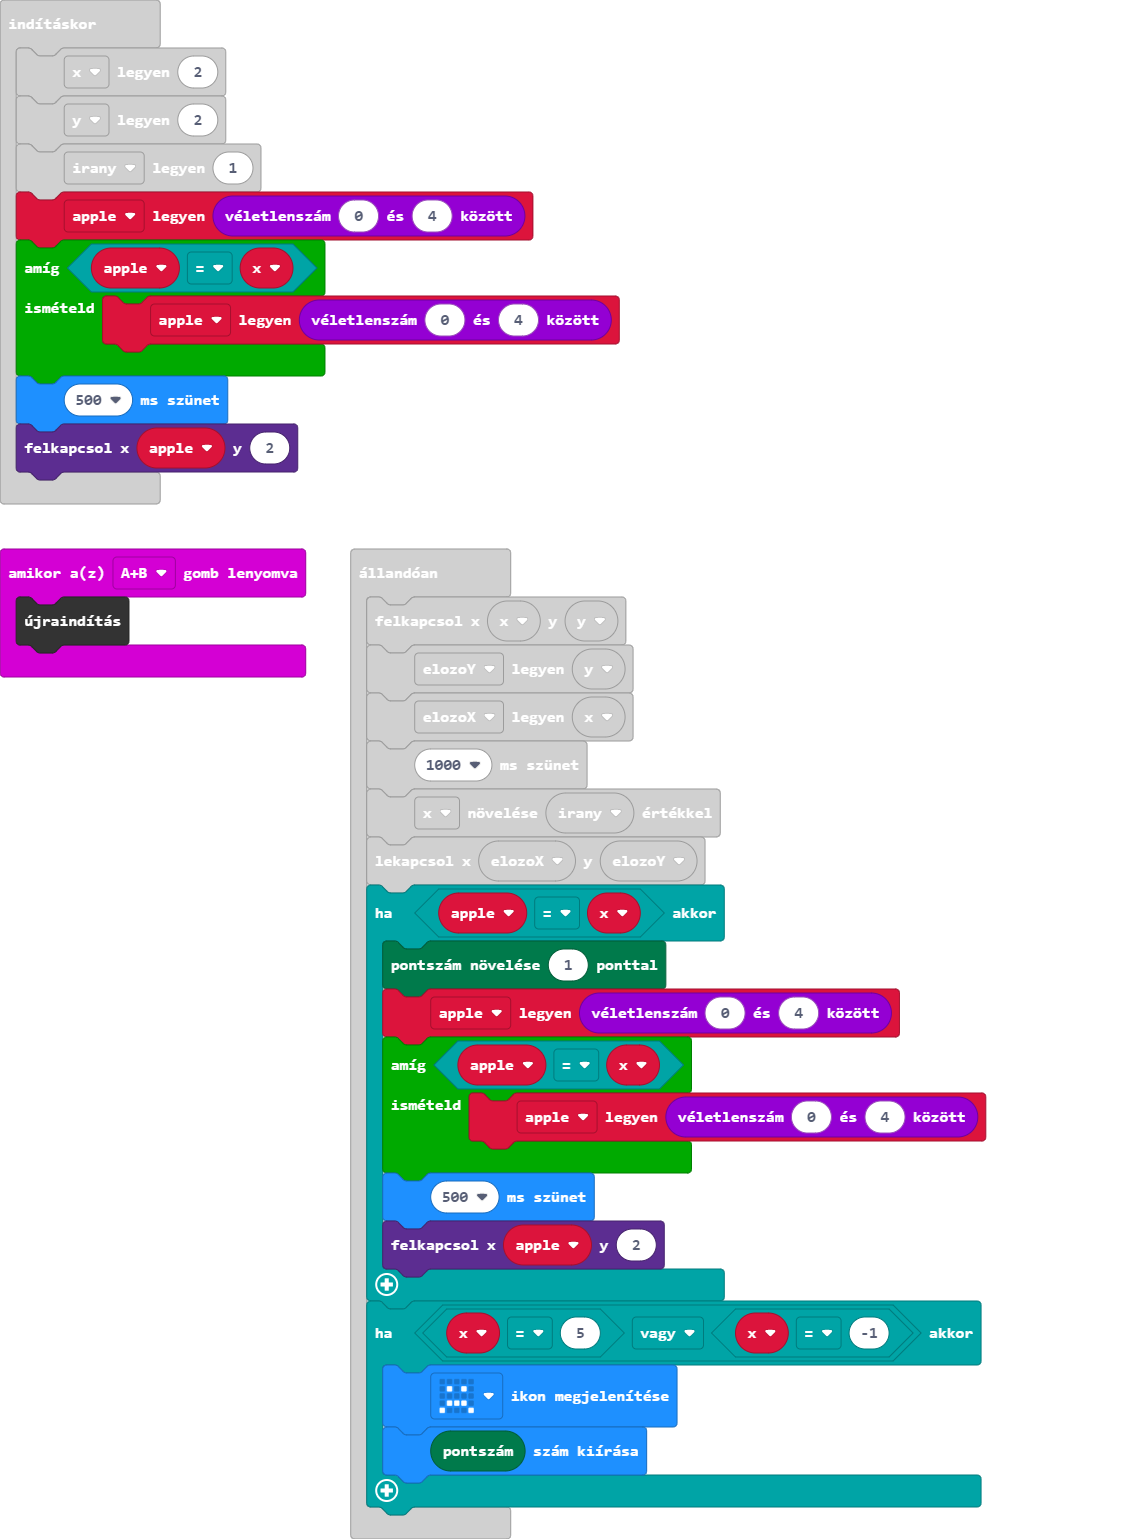 indításkor
x legyen 2
y legyen 2
irany legyen 1
apple legyen véletlenszám 0 és 4 között
amíg apple = x
ismételd apple legyen véletlenszám 0 és 4 között
500 ms szünet
felkapcsol x apple y 2
amikor a(z) A+B gomb lenyomva
újraindítás
állandóan
felkapcsol x x y y
elozoY legyen y
elozoX legyen x
1000 ms szünet
x növelése irany értékkel
lekapcsol x elozoX y elozoY
ha apple = x akkor
pontszám növelése 1 ponttal
apple legyen véletlenszám 0 és 4 között
amíg apple = x
ismételd apple legyen véletlenszám 0 és 4 között
500 ms szünet
felkapcsol x apple y 2
ha x = 5 vagy x = -1 akkor
ikon megjelenítése
pontszám szám kiírása